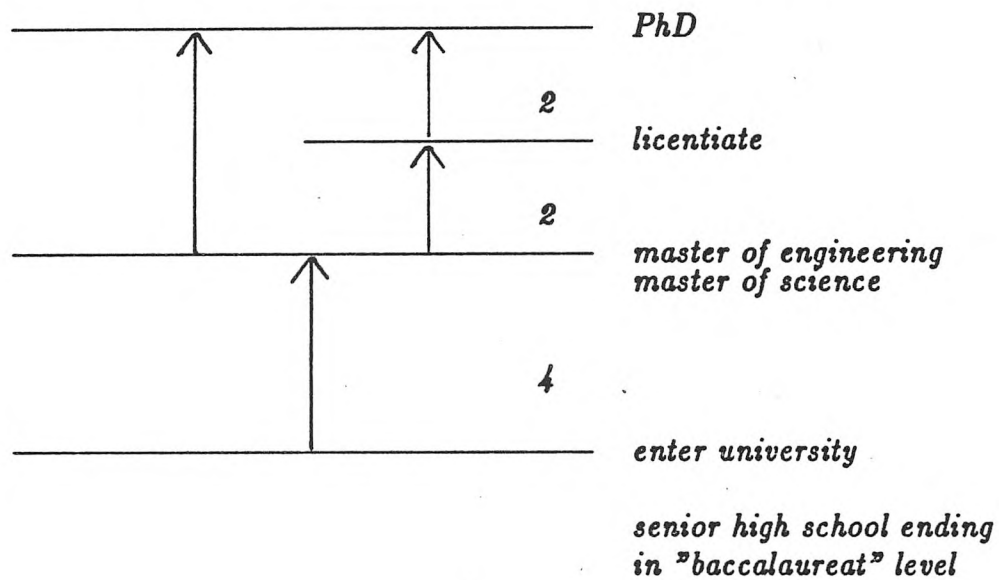 PhD
2
licentiate
2
master of engineering
master of science
4
enter university
senior high school ending
in "baccalaureat" level